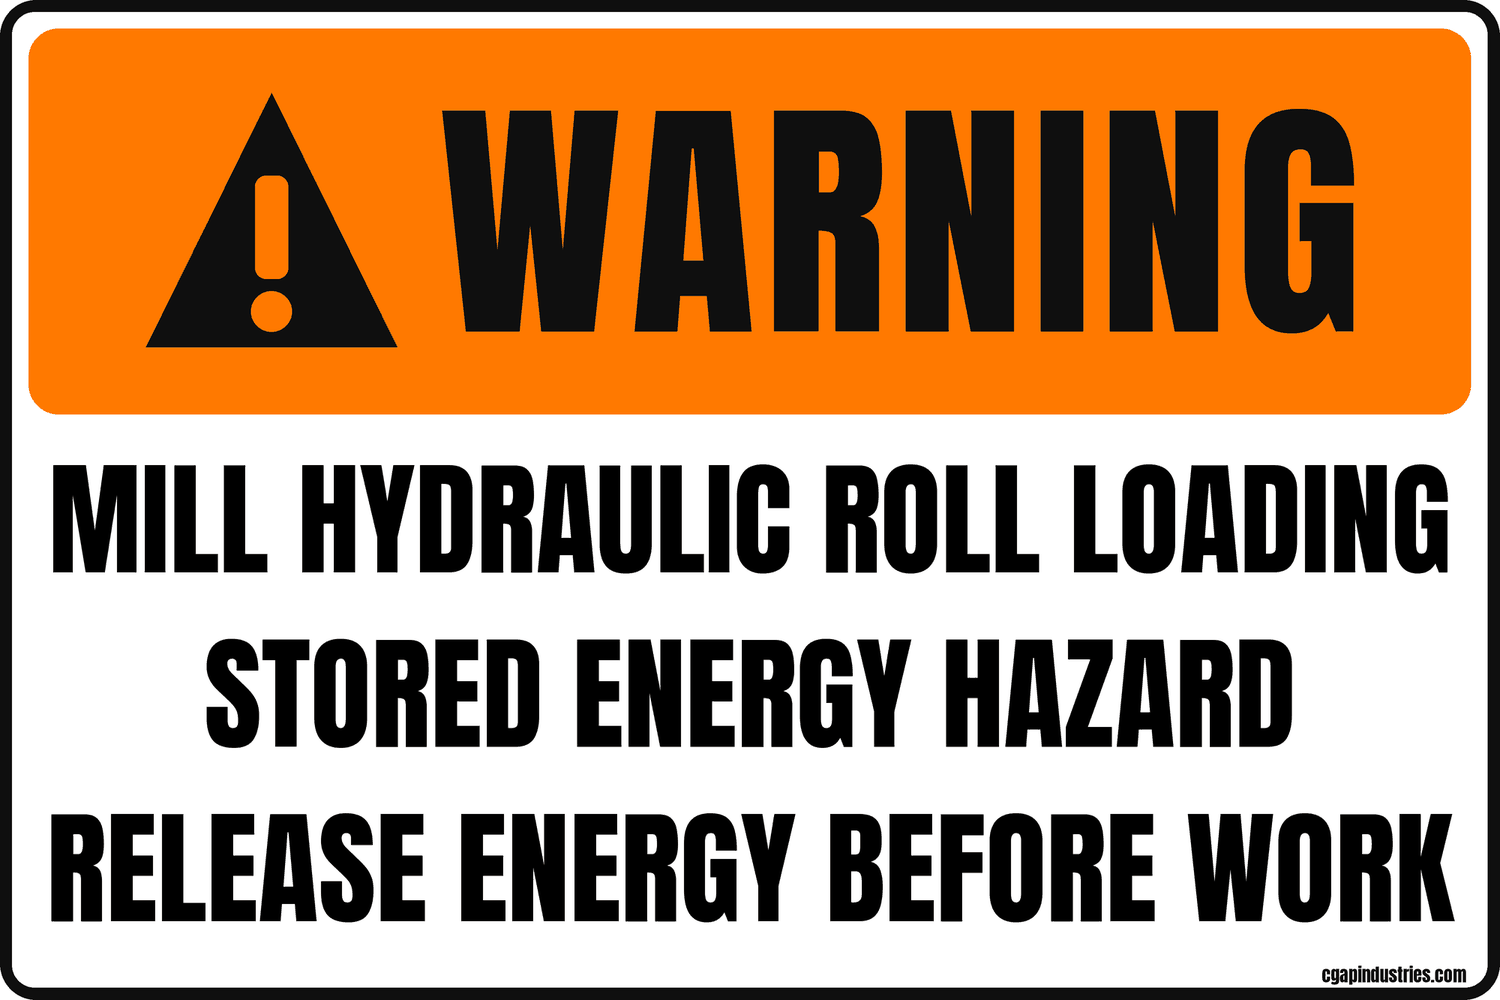 WARNING
MILL HYDRAULIC ROLL LOADING
STORED ENERGY HAZARD
RELEASE ENERGY BEFORE WORK
cgapindustries.com